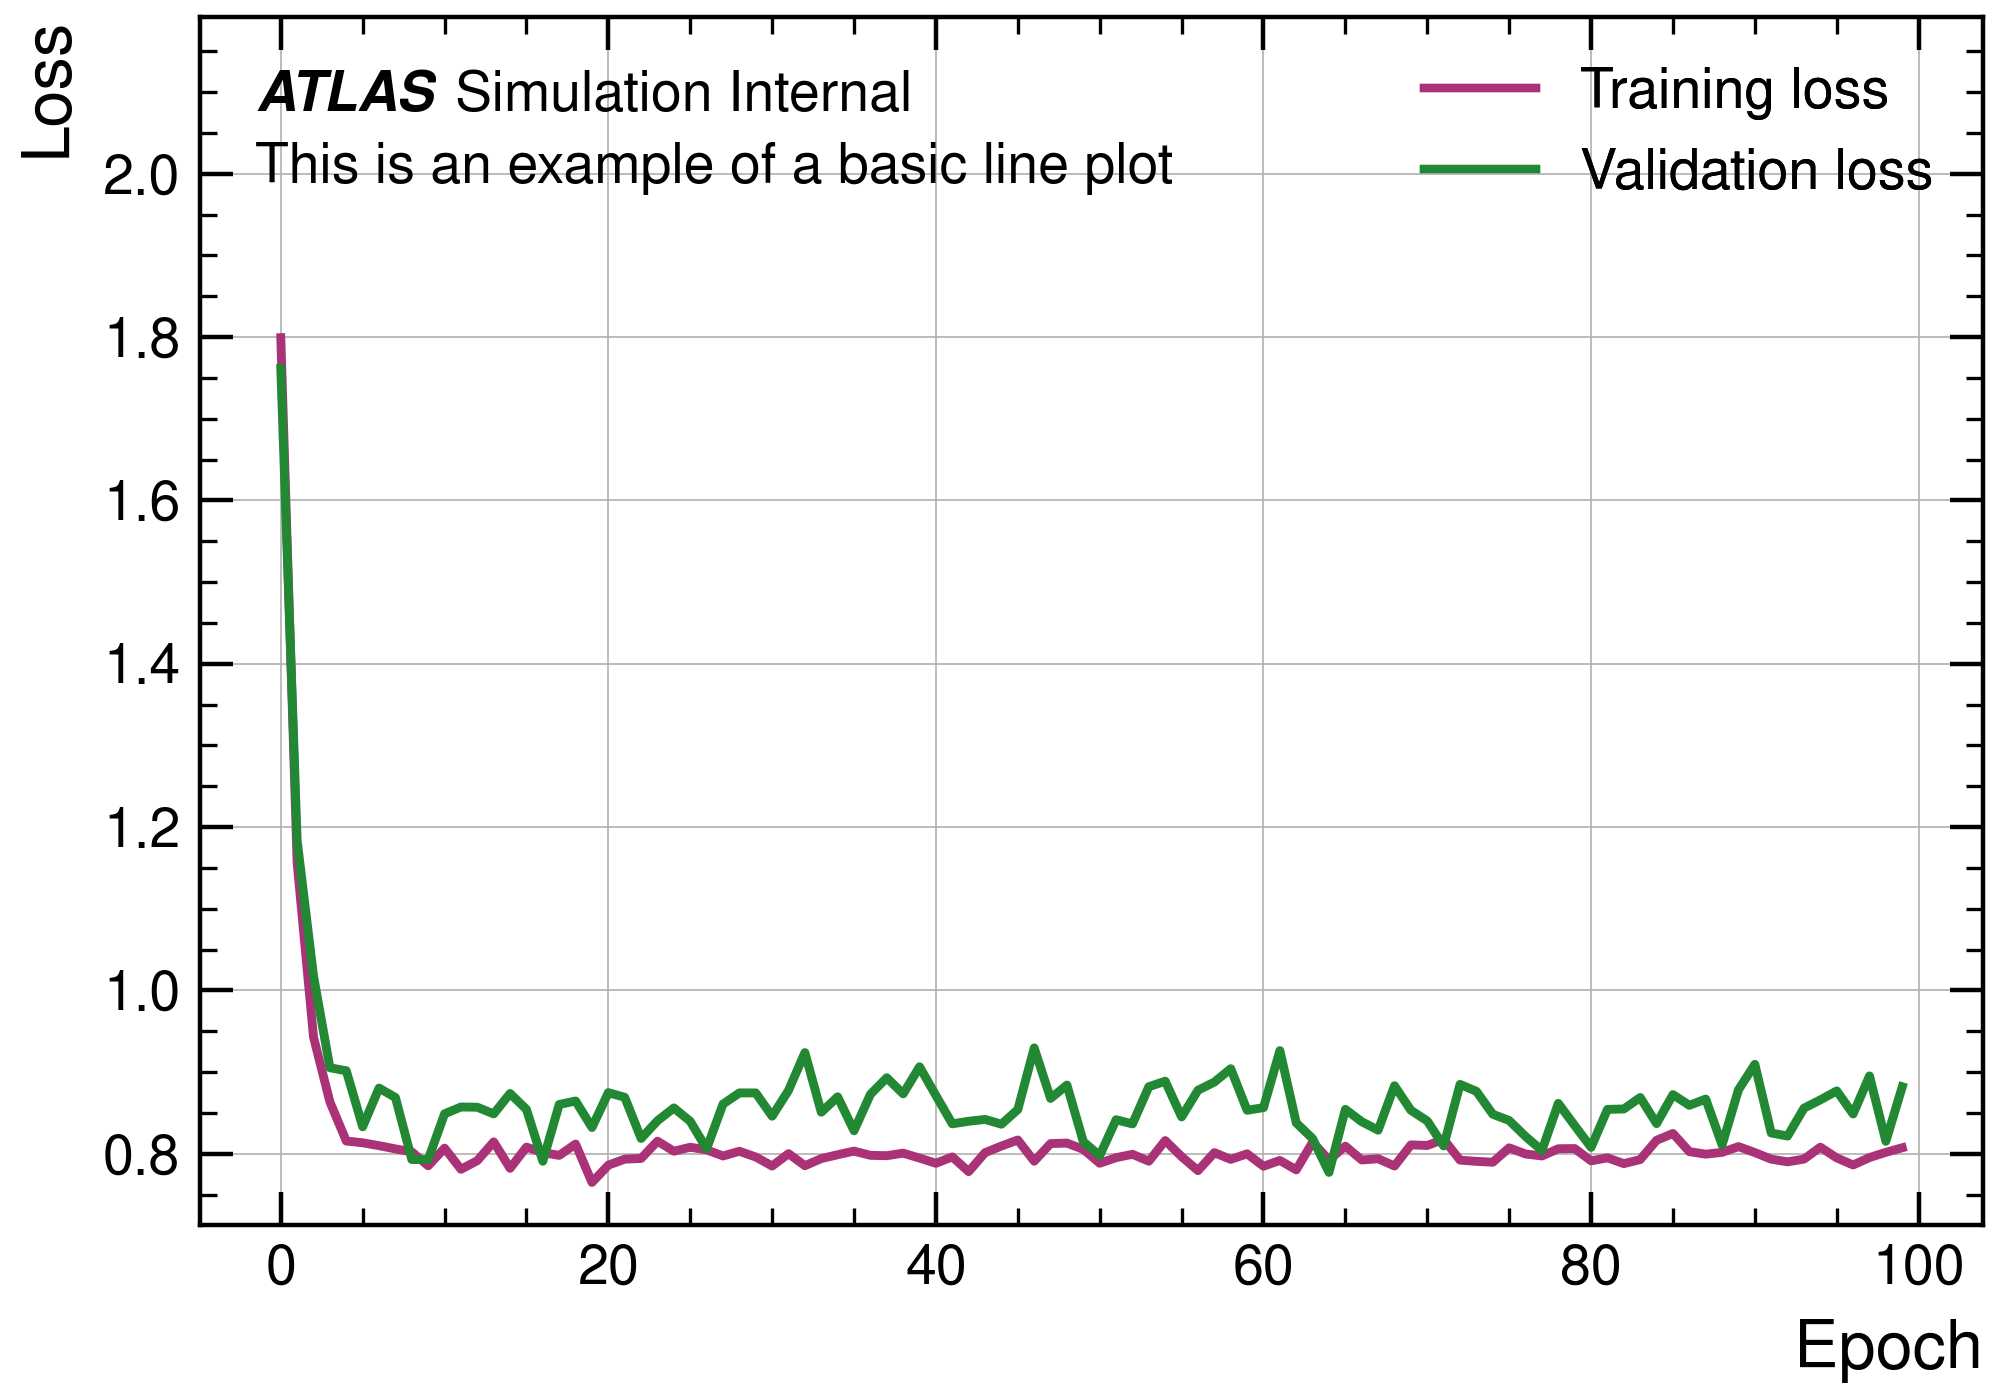 Loss
ATLAS Simulation Internal
This is an example of a basic line plot
Training loss
Validation loss
2.0
1.8
1.6
1.4
1.2
1.0
0.8
0 20 40 60 80 100
Epoch